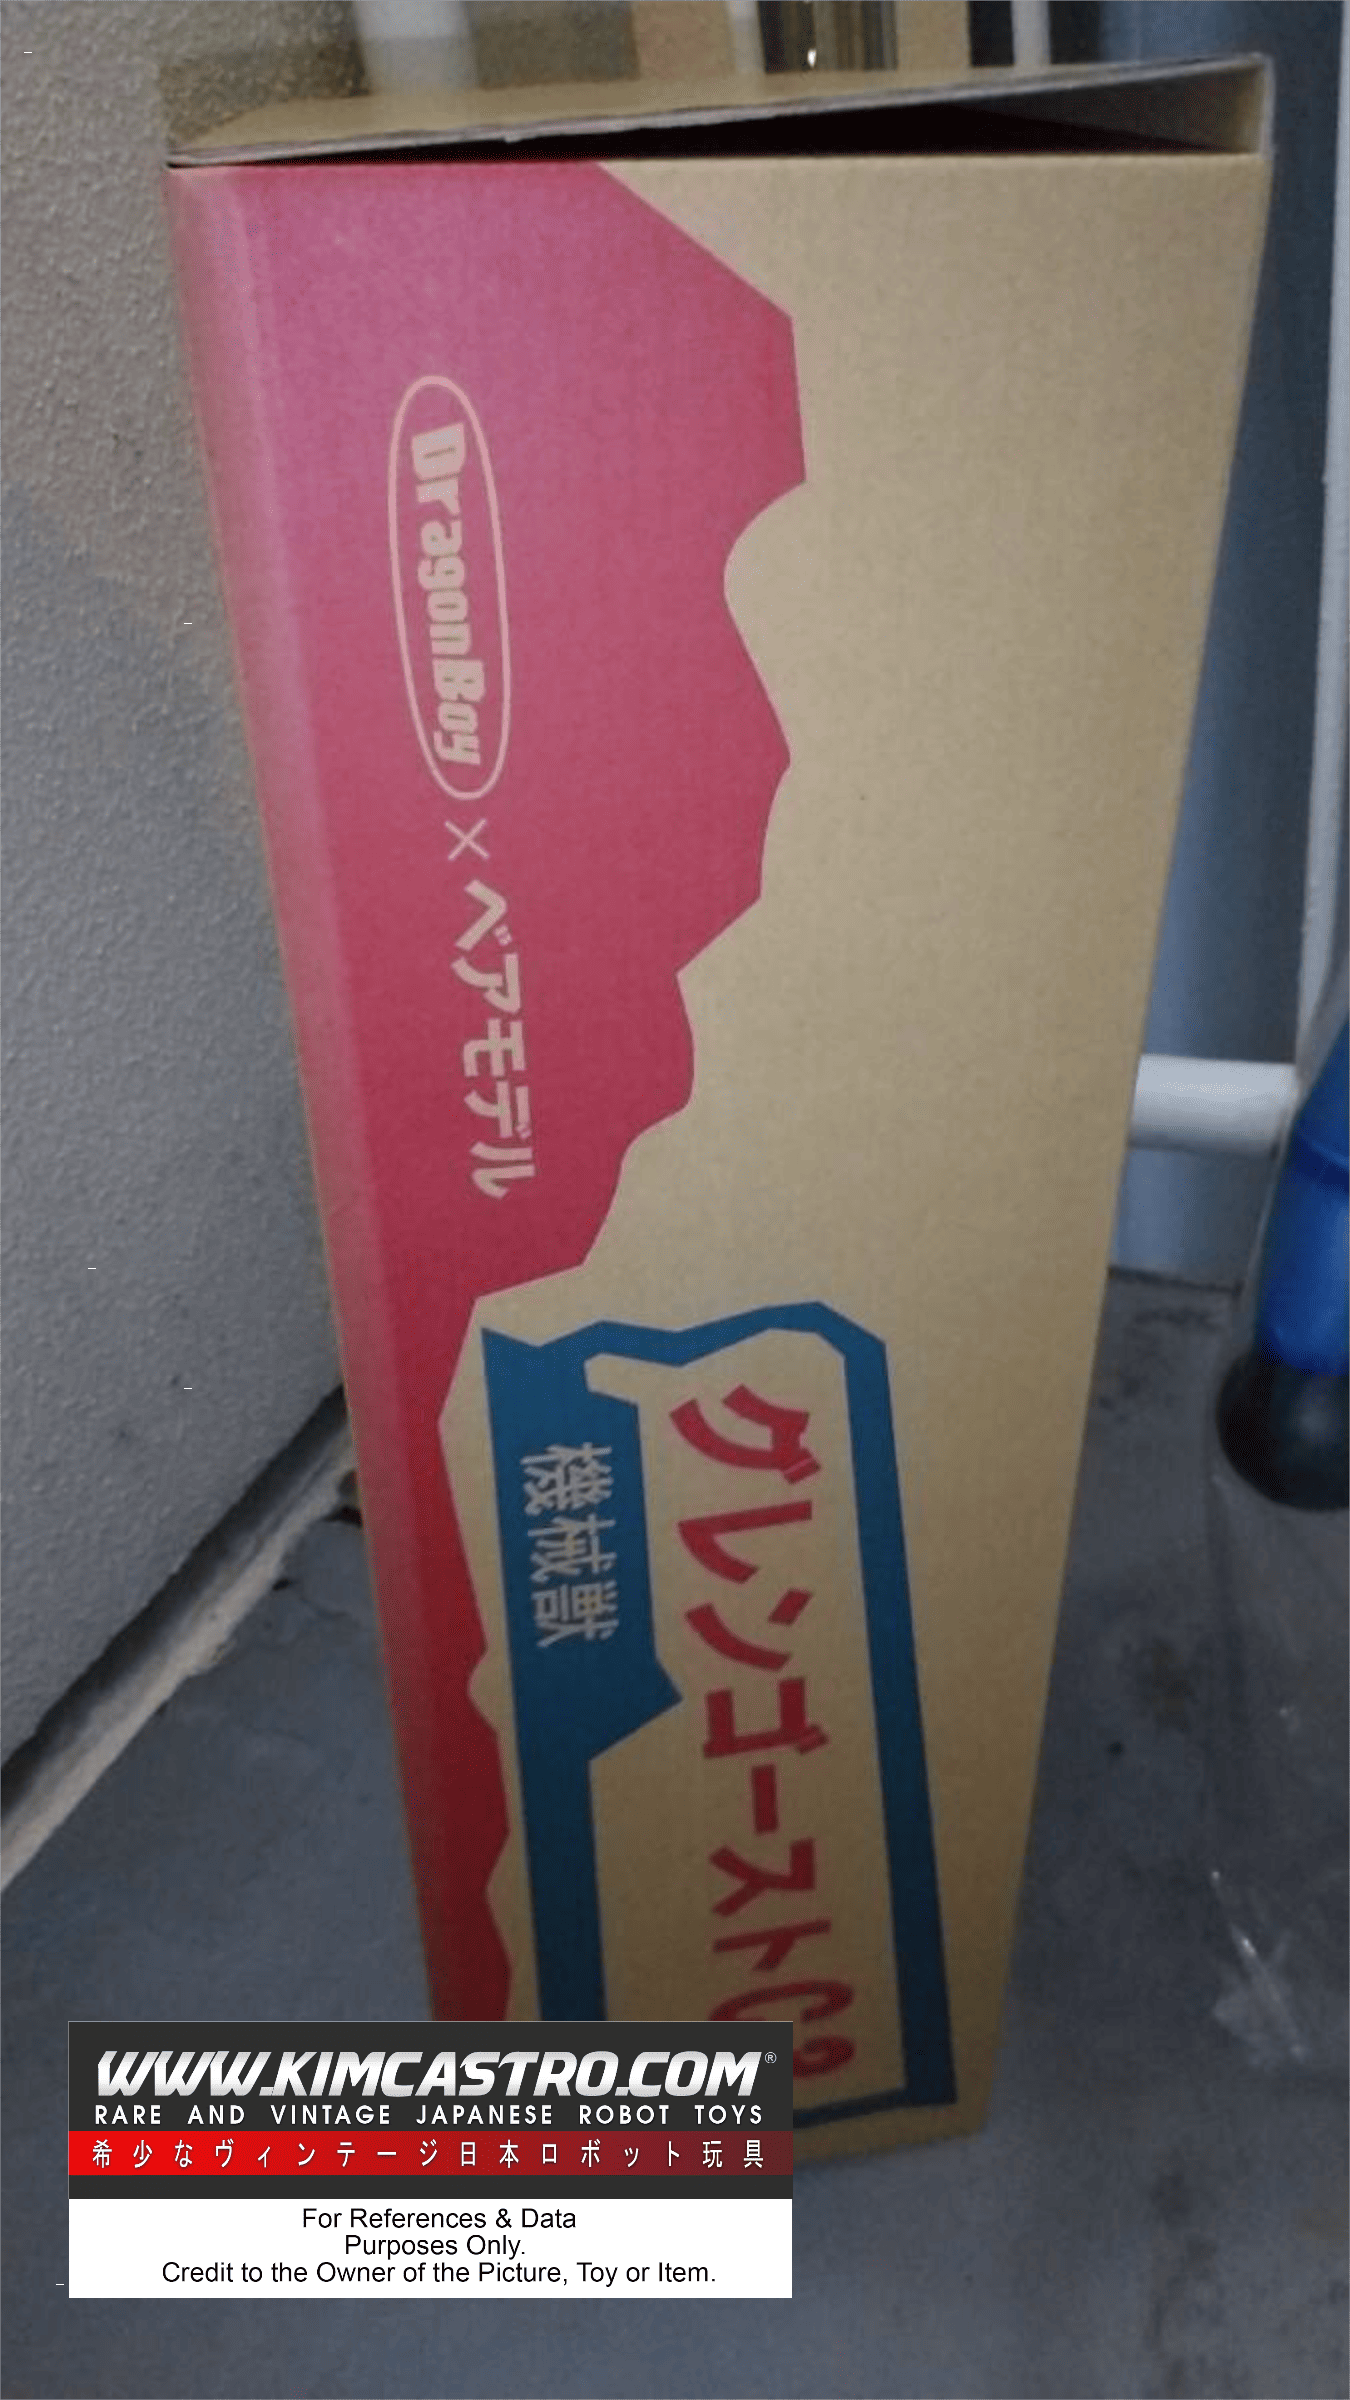 DragonBoy × ベアモデル
機械獣
グレンゴーストC3
WWW.KIMCASTRO.COM®
RARE AND VINTAGE JAPANESE ROBOT TOYS
希少なヴィンテージ日本ロボット玩具
For References & Data
Purposes Only.
Credit to the Owner of the Picture, Toy or Item.